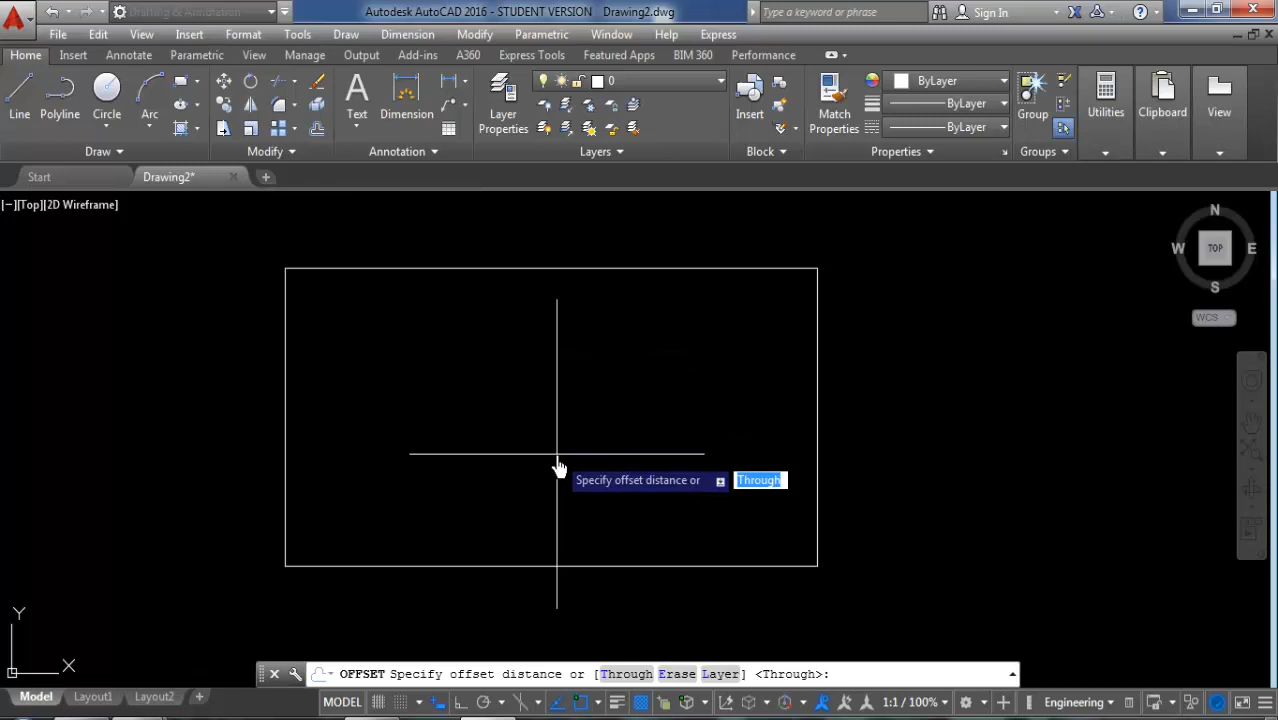 Drafting & Annotation
Autodesk AutoCAD 2016 - STUDENT VERSION Drawing2.dwg
Type a keyword or phrase
Sign In
File Edit View Insert Format Tools Draw Dimension Modify Parametric Window Help Express
Home Insert Annotate Parametric View Manage Output Add-ins A360 Express Tools Featured Apps BIM 360 Performance
0
ByLayer
ByLayer
ByLayer
Line Polyline Circle Arc Text Dimension Layer Properties Insert Match Properties Group Utilities Clipboard View
Draw Modify Annotation Layers Block Properties Groups
Start Drawing2*
[−][Top][2D Wireframe]
N
W TOP E
S
WCS
Specify offset distance or Through
Y
X
OFFSET Specify offset distance or [Through Erase Layer] <Through>:
Model Layout1 Layout2 + MODEL 1:1 / 100% Engineering